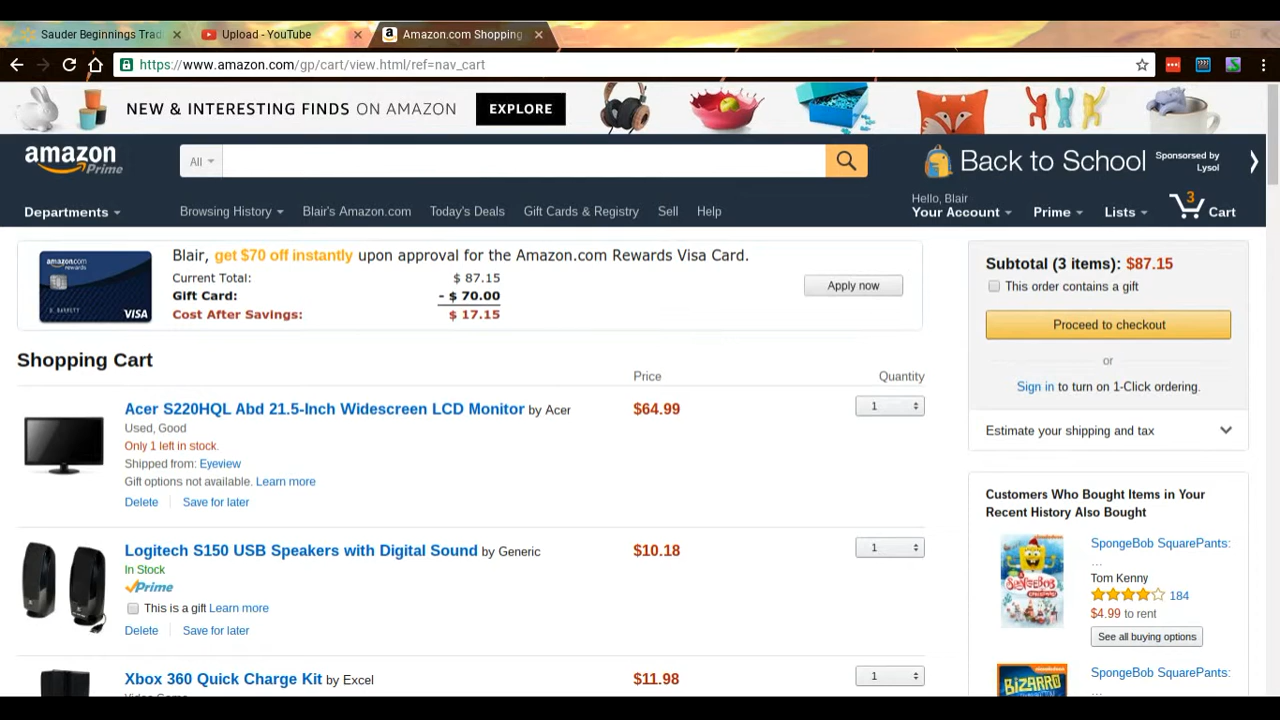 Sauder Beginnings Trad
Upload - YouTube
Amazon.com Shopping
https://www.amazon.com/gp/cart/view.html/ref=nav_cart
NEW & INTERESTING FINDS ON AMAZON EXPLORE
amazon Prime
All
Back to School
Sponsorsed by Lysol
Departments
Browsing History
Blair's Amazon.com
Today's Deals
Gift Cards & Registry
Sell
Help
Hello, Blair
Your Account
Prime
Lists
3
Cart
amazon.com rewards
VISA
Blair, get $70 off instantly upon approval for the Amazon.com Rewards Visa Card.
Current Total: $ 87.15
Gift Card: - $ 70.00
Cost After Savings: $ 17.15
Apply now
Subtotal (3 items): $87.15
This order contains a gift
Proceed to checkout
or
Sign in to turn on 1-Click ordering.
Estimate your shipping and tax
Shopping Cart
Price Quantity
Acer S220HQL Abd 21.5-Inch Widescreen LCD Monitor by Acer $64.99 1
Used, Good
Only 1 left in stock.
Shipped from: Eyeview
Gift options not available. Learn more
Delete Save for later
Logitech S150 USB Speakers with Digital Sound by Generic $10.18 1
In Stock
Prime
This is a gift Learn more
Delete Save for later
Xbox 360 Quick Charge Kit by Excel $11.98 1
Video Game
Customers Who Bought Items in Your
Recent History Also Bought
SpongeBob SquarePants:
...
Tom Kenny
184
$4.99 to rent
See all buying options
SpongeBob SquarePants:
...
BIZARRO